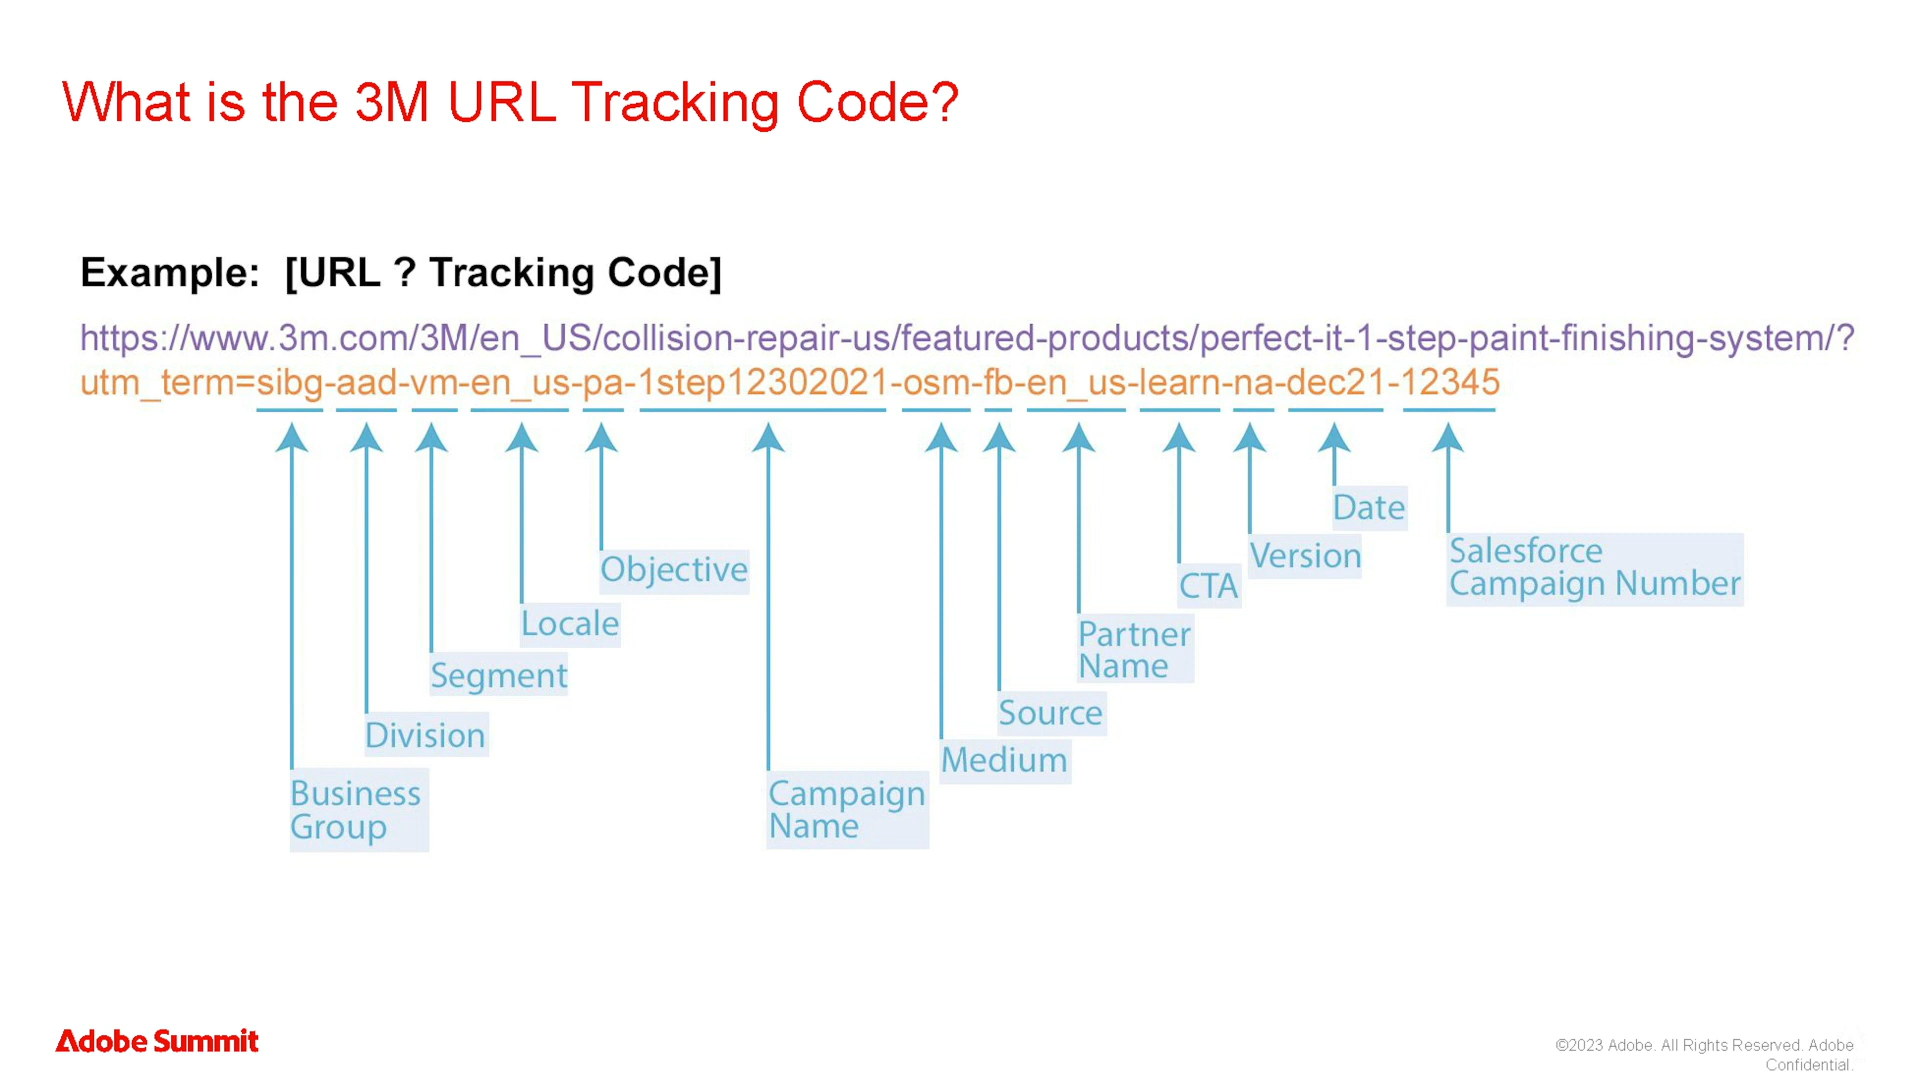 What is the 3M URL Tracking Code?
Example: [URL ? Tracking Code]
https://www.3m.com/3M/en_US/collision-repair-us/featured-products/perfect-it-1-step-paint-finishing-system/?
utm_term=sibg-aad-vm-en_us-pa-1step12302021-osm-fb-en_us-learn-na-dec21-12345
Date
Version
Salesforce
Campaign Number
Objective
CTA
Locale
Partner
Name
Segment
Source
Division
Medium
Business
Group
Campaign
Name
Adobe Summit
©2023 Adobe. All Rights Reserved. Adobe
Confidential.